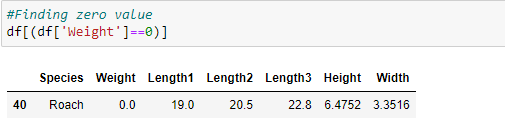 #Finding zero value
df[(df['Weight']==0)]
Species Weight Length1 Length2 Length3 Height Width
40 Roach 0.0 19.0 20.5 22.8 6.4752 3.3516